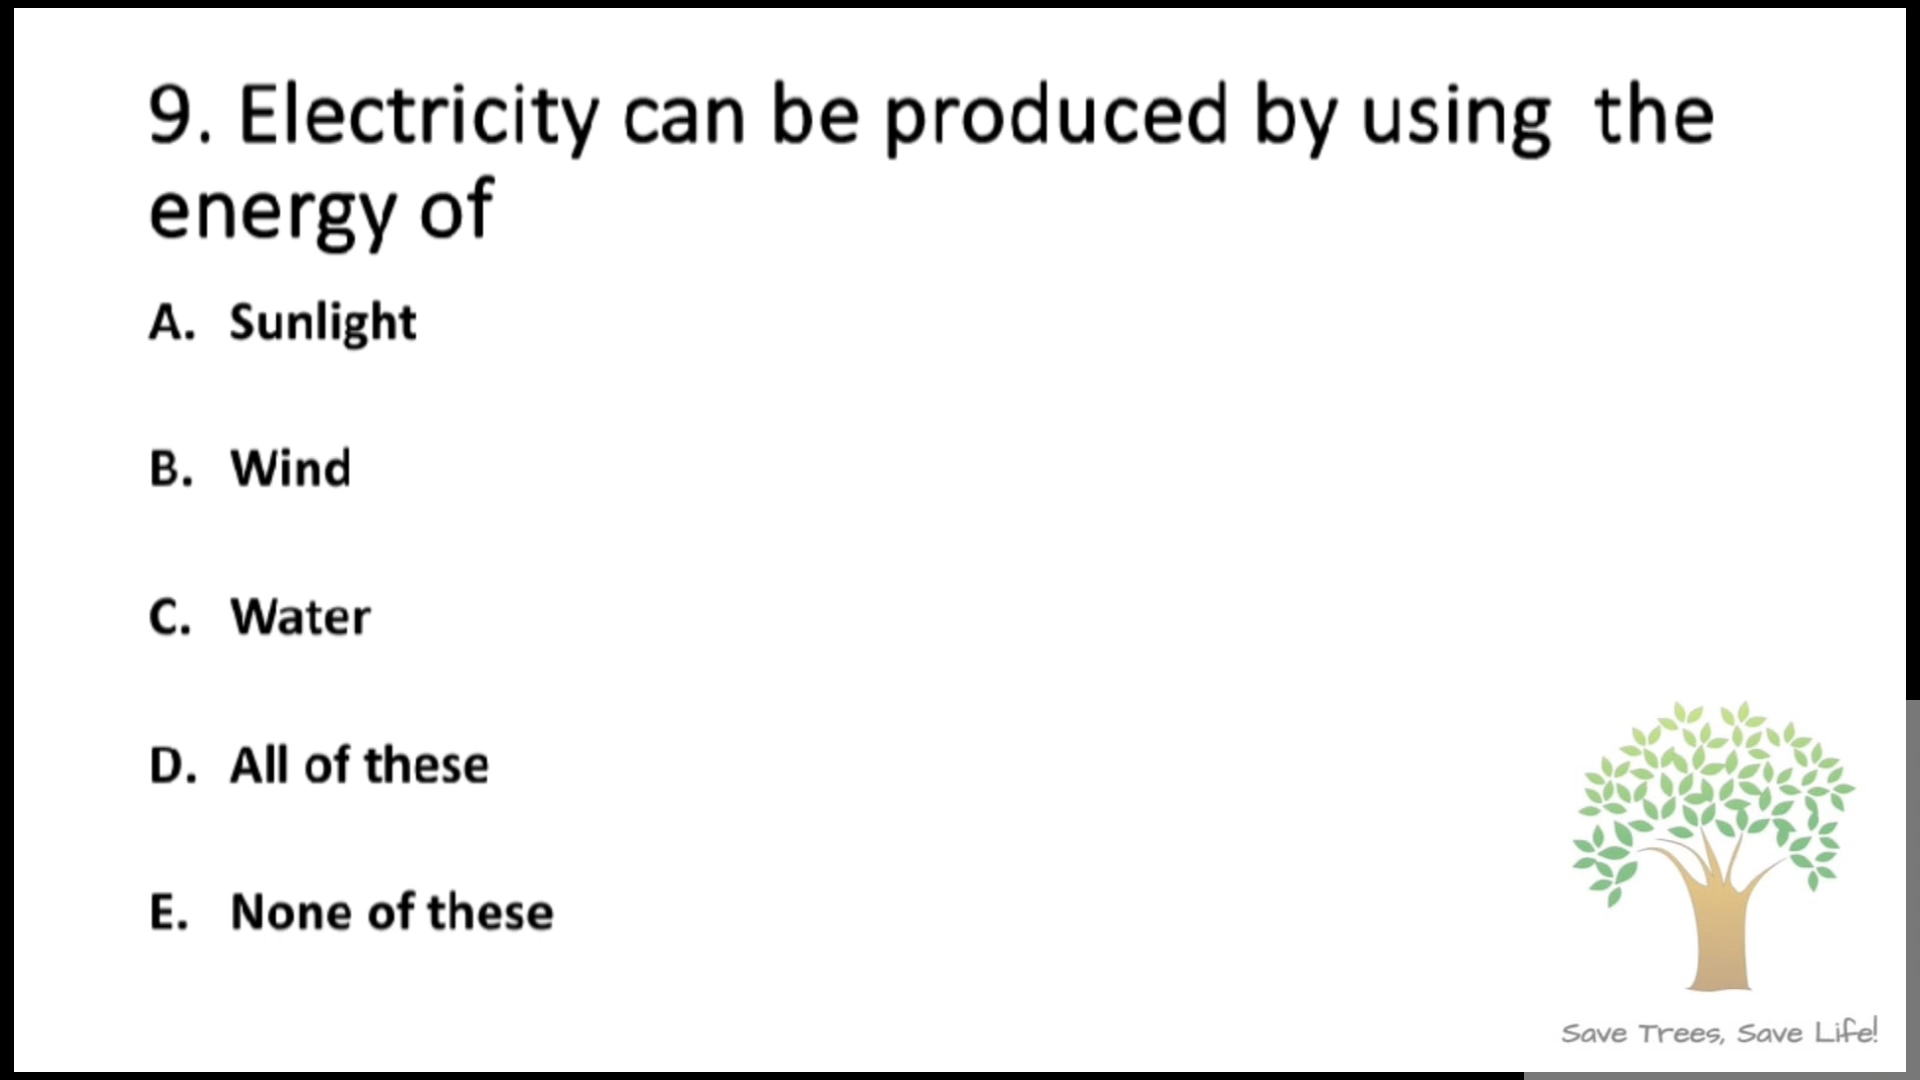 9. Electricity can be produced by using  the
energy of
A. Sunlight
B. Wind
C. Water
D. All of these
E. None of these
Save Trees, Save Life!